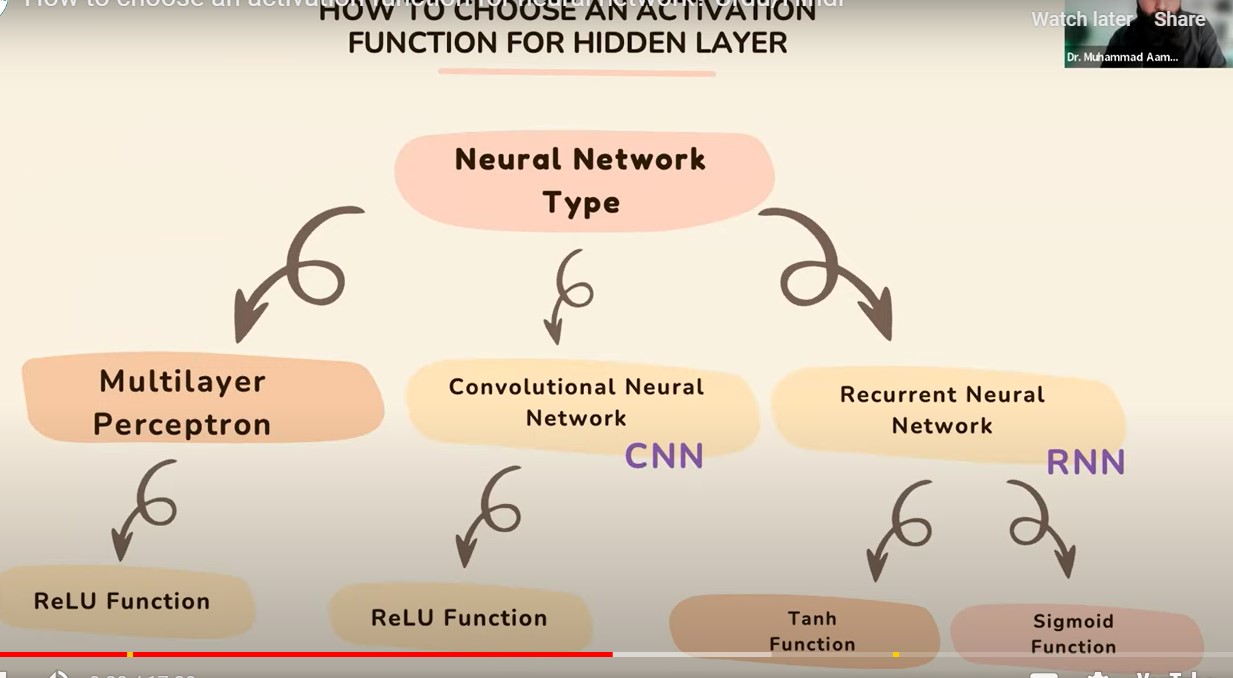 How to choose an activation function for neural network? Urdu/Hindi
HOW TO CHOOSE AN ACTIVATION
FUNCTION FOR HIDDEN LAYER
Watch later
Share
Dr. Muhammad Aam...
Neural Network
Type
Multilayer
Perceptron
Convolutional Neural
Network
CNN
Recurrent Neural
Network
RNN
ReLU Function
ReLU Function
Tanh
Function
Sigmoid
Function